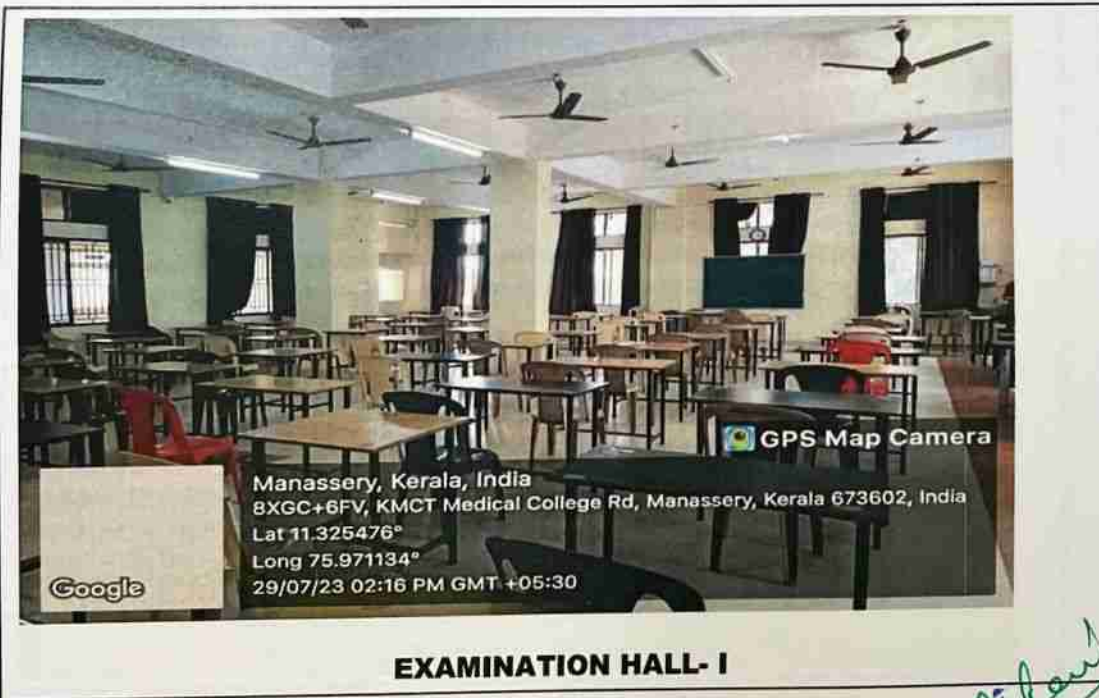 GPS Map Camera
Manassery, Kerala, India
8XGC+6FV, KMCT Medical College Rd, Manassery, Kerala 673602, India
Lat 11.325476°
Long 75.971134°
29/07/23 02:16 PM GMT +05:30
Google
EXAMINATION HALL- I